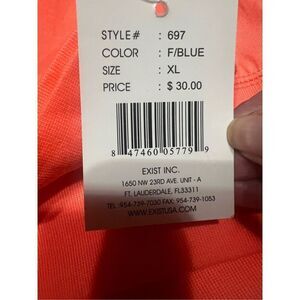 STYLE# : 697
COLOR : F/BLUE
SIZE : XL
PRICE : $ 30.00
8 47460 05779 9
EXIST INC.
1650 NW 23RD AVE. UNIT - A
FT. LAUDERDALE, FL33311
TEL: 954-739-7030 FAX: 954-739-1053
WWW.EXISTUSA.COM